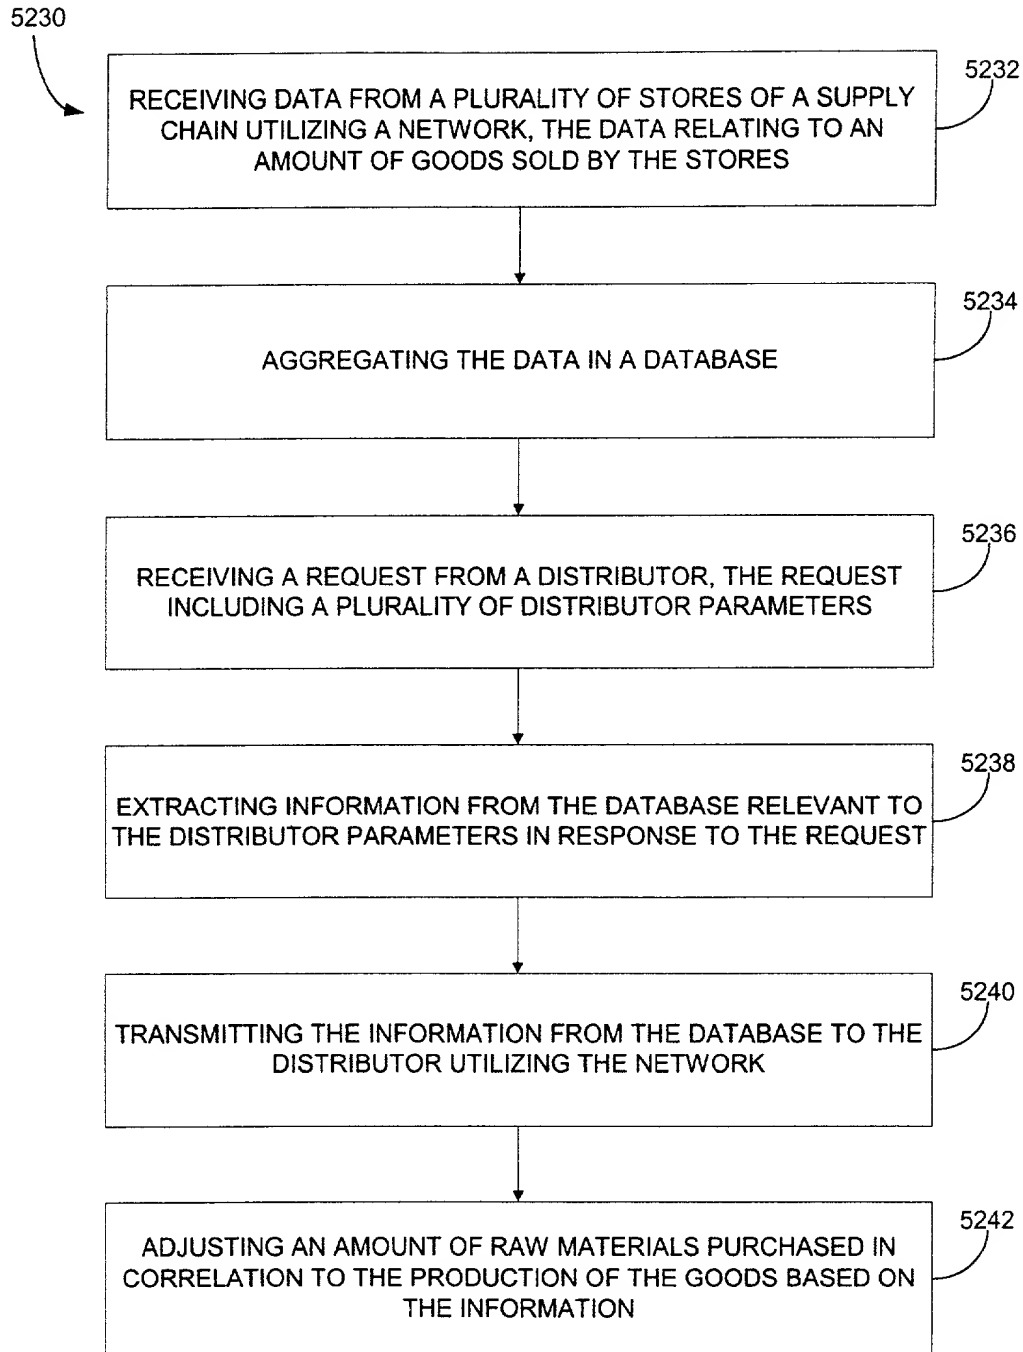 5230
5232
RECEIVING DATA FROM A PLURALITY OF STORES OF A SUPPLY
CHAIN UTILIZING A NETWORK, THE DATA RELATING TO AN
AMOUNT OF GOODS SOLD BY THE STORES
5234
AGGREGATING THE DATA IN A DATABASE
5236
RECEIVING A REQUEST FROM A DISTRIBUTOR, THE REQUEST
INCLUDING A PLURALITY OF DISTRIBUTOR PARAMETERS
5238
EXTRACTING INFORMATION FROM THE DATABASE RELEVANT TO
THE DISTRIBUTOR PARAMETERS IN RESPONSE TO THE REQUEST
5240
TRANSMITTING THE INFORMATION FROM THE DATABASE TO THE
DISTRIBUTOR UTILIZING THE NETWORK
5242
ADJUSTING AN AMOUNT OF RAW MATERIALS PURCHASED IN
CORRELATION TO THE PRODUCTION OF THE GOODS BASED ON
THE INFORMATION